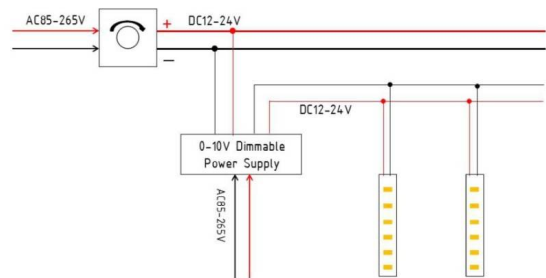 AC85-265V
+
DC12-24V
−
DC12-24V
0-10V Dimmable
Power Supply
AC85-265V